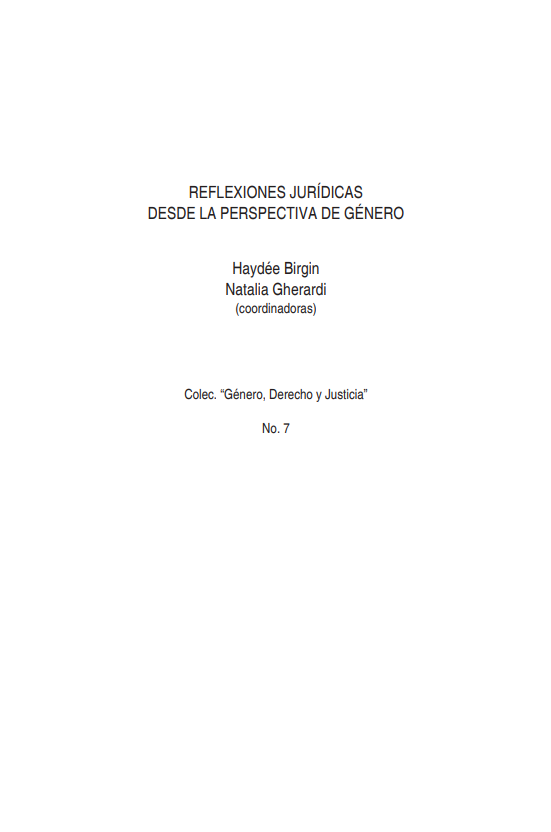 REFLEXIONES JURÍDICAS
DESDE LA PERSPECTIVA DE GÉNERO
Haydée Birgin
Natalia Gherardi
(coordinadoras)
Colec. “Género, Derecho y Justicia”
No. 7